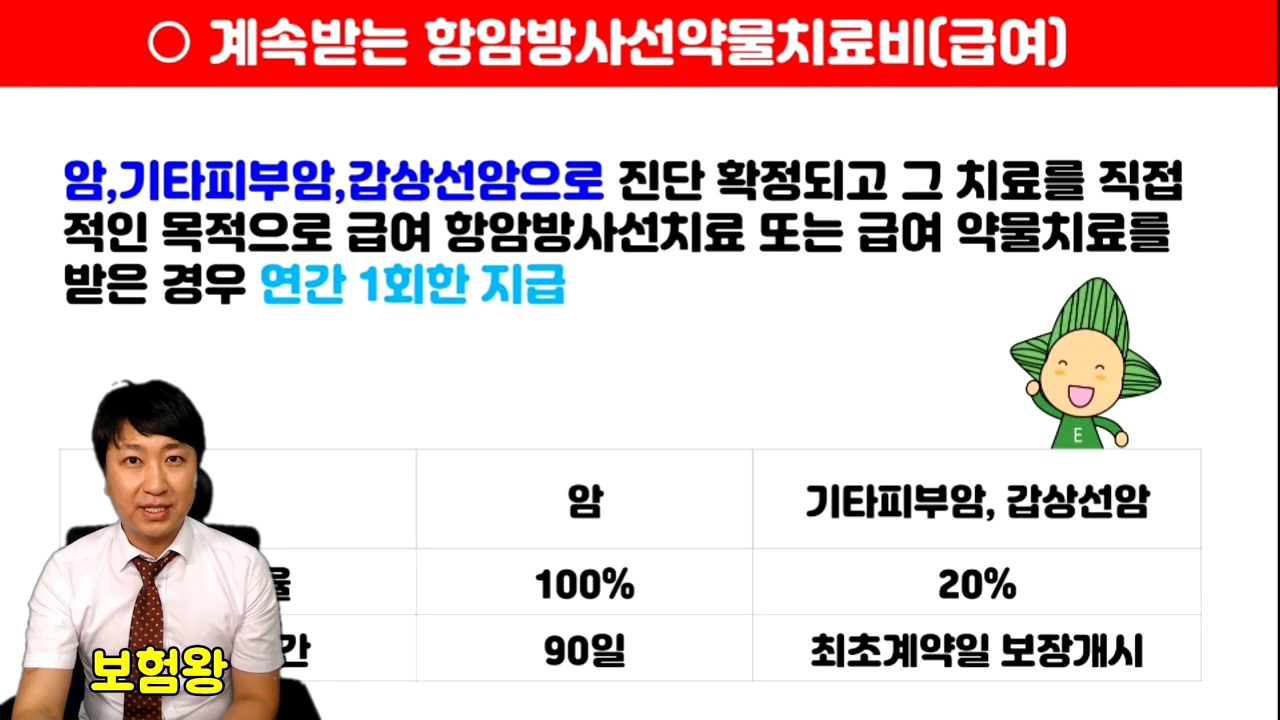 ○ 계속받는 항암방사선약물치료비(급여)
암,기타피부암,갑상선암으로 진단 확정되고 그 치료를 직접
적인 목적으로 급여 항암방사선치료 또는 급여 약물치료를
받은 경우 연간 1회한 지급
E
암 기타피부암, 갑상선암
율 100% 20%
간 90일 최초계약일 보장개시
보험왕